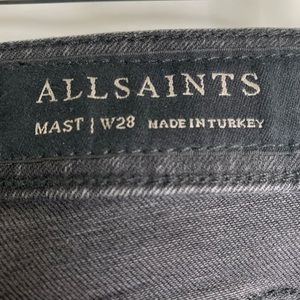 ALLSAINTS
MAST | W28 MADE IN TURKEY